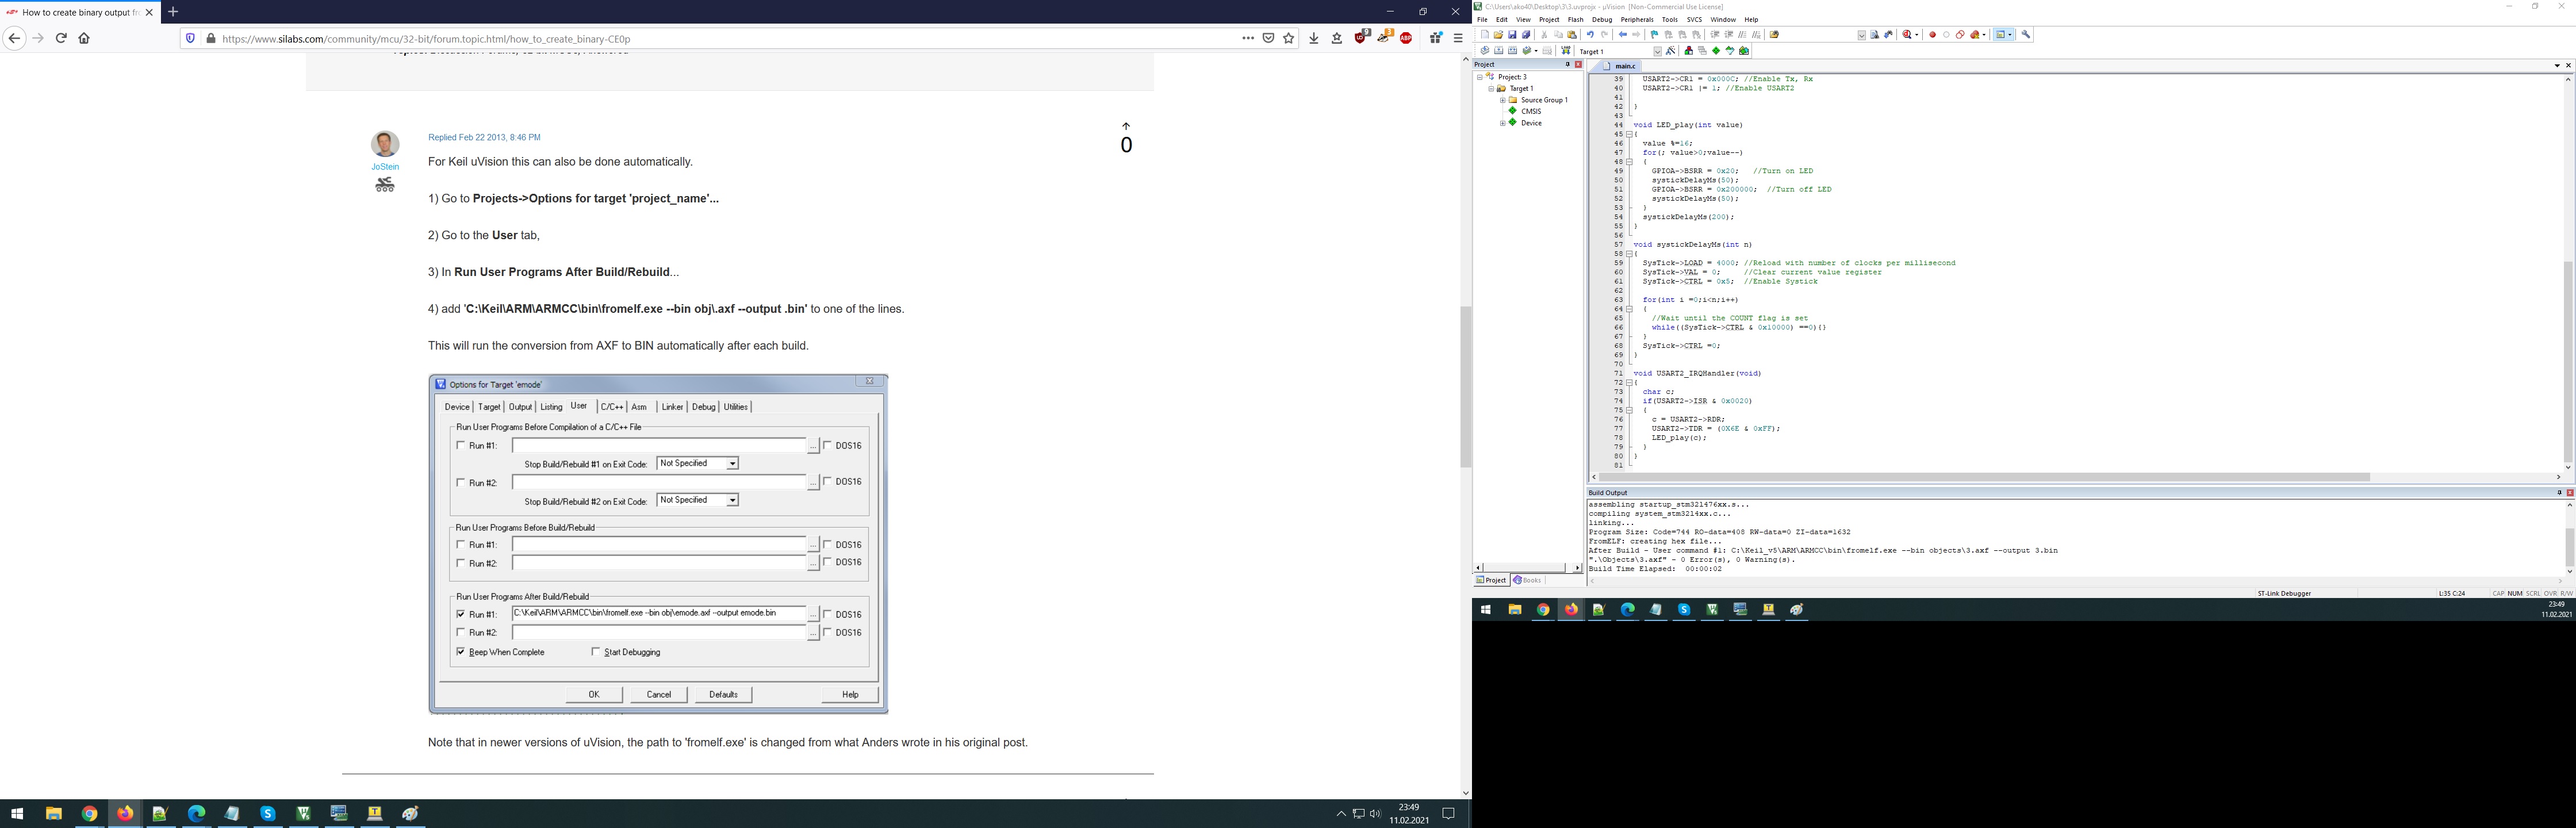 How to create binary output fr
https://www.silabs.com/community/mcu/32-bit/forum.topic.html/how_to_create_binary-CE0p
JoStein
Replied Feb 22 2013, 8:46 PM
0
For Keil uVision this can also be done automatically.
1) Go to Projects->Options for target 'project_name'...
2) Go to the User tab,
3) In Run User Programs After Build/Rebuild...
4) add 'C:\Keil\ARM\ARMCC\bin\fromelf.exe --bin obj\.axf --output .bin' to one of the lines.
This will run the conversion from AXF to BIN automatically after each build.
Options for Target 'emode'
Device Target Output Listing User C/C++ Asm Linker Debug Utilities
Run User Programs Before Compilation of a C/C++ File
Run #1: ... DOS16
Stop Build/Rebuild #1 on Exit Code: Not Specified
Run #2: ... DOS16
Stop Build/Rebuild #2 on Exit Code: Not Specified
Run User Programs Before Build/Rebuild
Run #1: ... DOS16
Run #2: ... DOS16
Run User Programs After Build/Rebuild
Run #1: C:\Keil\ARM\ARMCC\bin\fromelf.exe --bin obj\emode.axf --output emode.bin ... DOS16
Run #2: ... DOS16
Beep When Complete Start Debugging
OK Cancel Defaults Help
Note that in newer versions of uVision, the path to 'fromelf.exe' is changed from what Anders wrote in his original post.
23:49
11.02.2021
C:\Users\ako40\Desktop\3\3.uvprojx - µVision [Non-Commercial Use License]
File Edit View Project Flash Debug Peripherals Tools SVCS Window Help
Target 1
Project
Project: 3
Target 1
Source Group 1
CMSIS
Device
Project Books
main.c
39 USART2->CR1 = 0x000C; //Enable Tx, Rx
40 USART2->CR1 |= 1; //Enable USART2
41
42 }
43
44 void LED_play(int value)
45 {
46 value %=16;
47 for(; value>0;value--)
48 {
49 GPIOA->BSRR = 0x20; //Turn on LED
50 systickDelayMs(50);
51 GPIOA->BSRR = 0x200000; //Turn off LED
52 systickDelayMs(50);
53 }
54 systickDelayMs(200);
55 }
56
57 void systickDelayMs(int n)
58 {
59 SysTick->LOAD = 4000; //Reload with number of clocks per millisecond
60 SysTick->VAL = 0; //Clear current value register
61 SysTick->CTRL = 0x5; //Enable Systick
62
63 for(int i =0;i<n;i++)
64 {
65 //Wait until the COUNT flag is set
66 while((SysTick->CTRL & 0x10000) ==0){}
67 }
68 SysTick->CTRL =0;
69 }
70
71 void USART2_IRQHandler(void)
72 {
73 char c;
74 if(USART2->ISR & 0x0020)
75 {
76 c = USART2->RDR;
77 USART2->TDR = (0X6E & 0xFF);
78 LED_play(c);
79 }
80 }
81
Build Output
assembling startup_stm32l476xx.s...
compiling system_stm32l4xx.c...
linking...
Program Size: Code=744 RO-data=408 RW-data=0 ZI-data=1632
FromELF: creating hex file...
After Build - User command #1: C:\Keil_v5\ARM\ARMCC\bin\fromelf.exe --bin objects\3.axf --output 3.bin
".\Objects\3.axf" - 0 Error(s), 0 Warning(s).
Build Time Elapsed: 00:00:02
ST-Link Debugger L:35 C:24 CAP NUM SCRL OVR R/W
23:49
11.02.2021